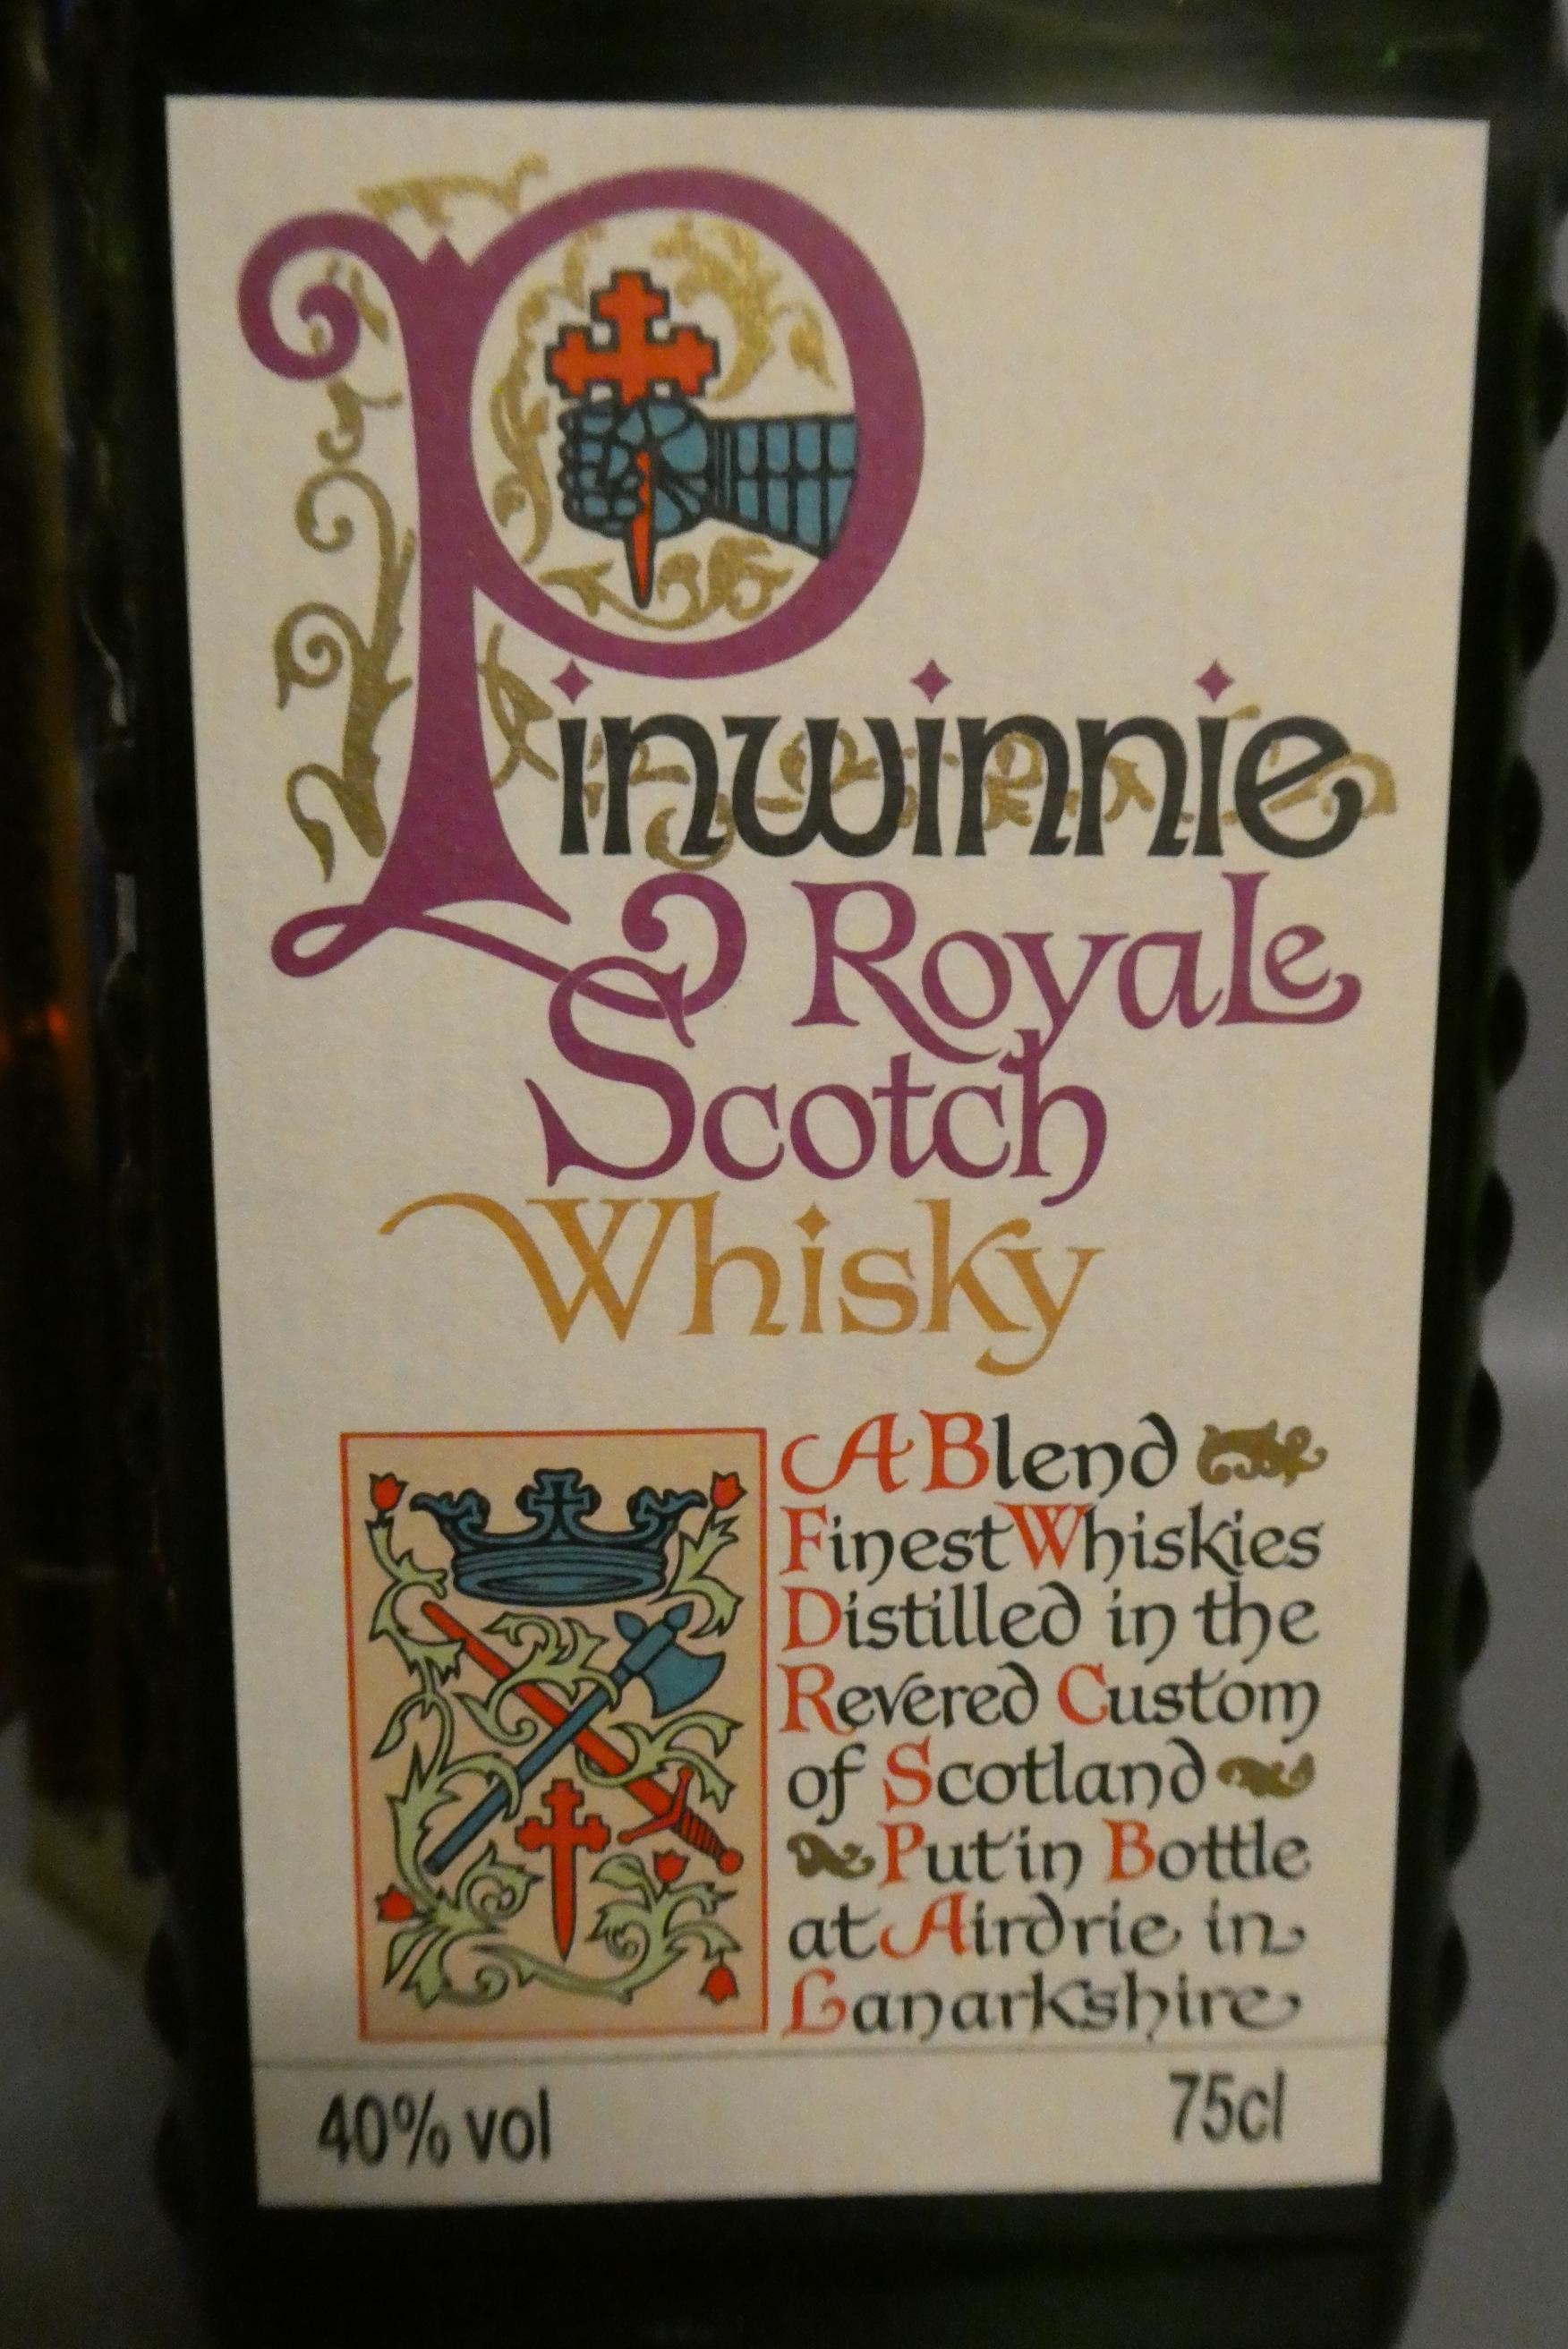 Pinwinnie
Royale
Scotch
Whisky
A Blend
Finest Whiskies
Distilled in the
Revered Custom
of Scotland
Put in Bottle
at Airdrie in
Lanarkshire
40% vol
75cl